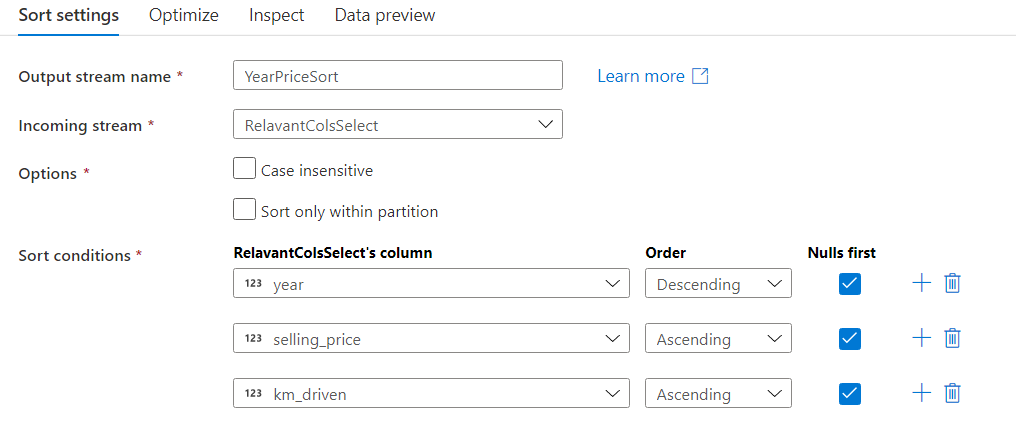 Sort settings Optimize Inspect Data preview
Output stream name * YearPriceSort Learn more
Incoming stream * RelavantColsSelect
Options * Case insensitive
Sort only within partition
Sort conditions * RelavantColsSelect's column Order Nulls first
123 year Descending
123 selling_price Ascending
123 km_driven Ascending